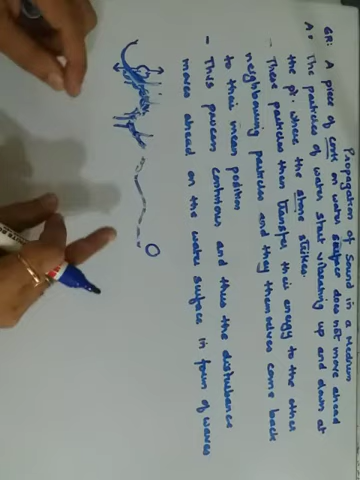 Propagation of Sound in a Medium
GR: A piece of cork on water surface does not move ahead
A: The particles of water start vibrating up and down at
the pt. where the stone strikes.
- These particles then transfer their energy to the other
neighbouring particles and they themselves come back
to their mean position
- This process continues and thus the disturbance
moves ahead on the water surface in form of waves